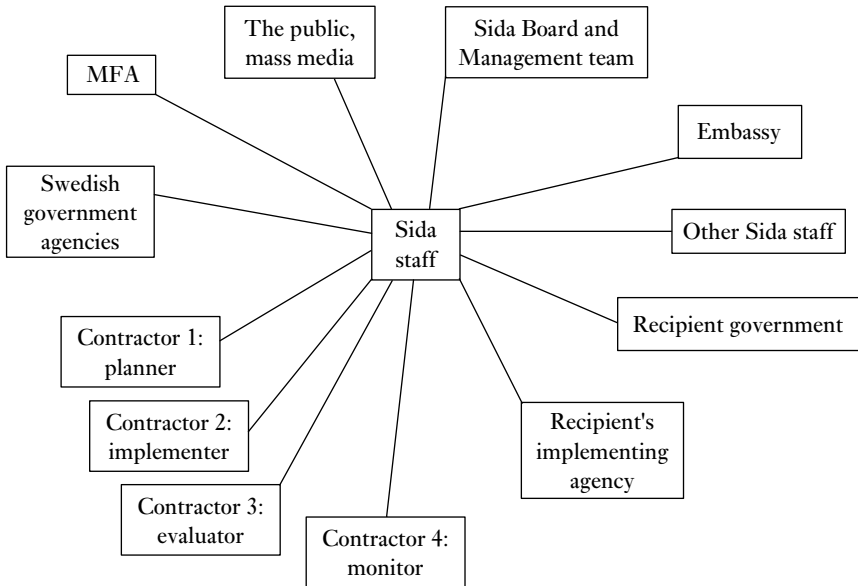 The public,
mass media
Sida Board and
Management team
MFA
Embassy
Swedish
government
agencies
Sida
staff
Other Sida staff
Recipient government
Contractor 1:
planner
Contractor 2:
implementer
Recipient's
implementing
agency
Contractor 3:
evaluator
Contractor 4:
monitor